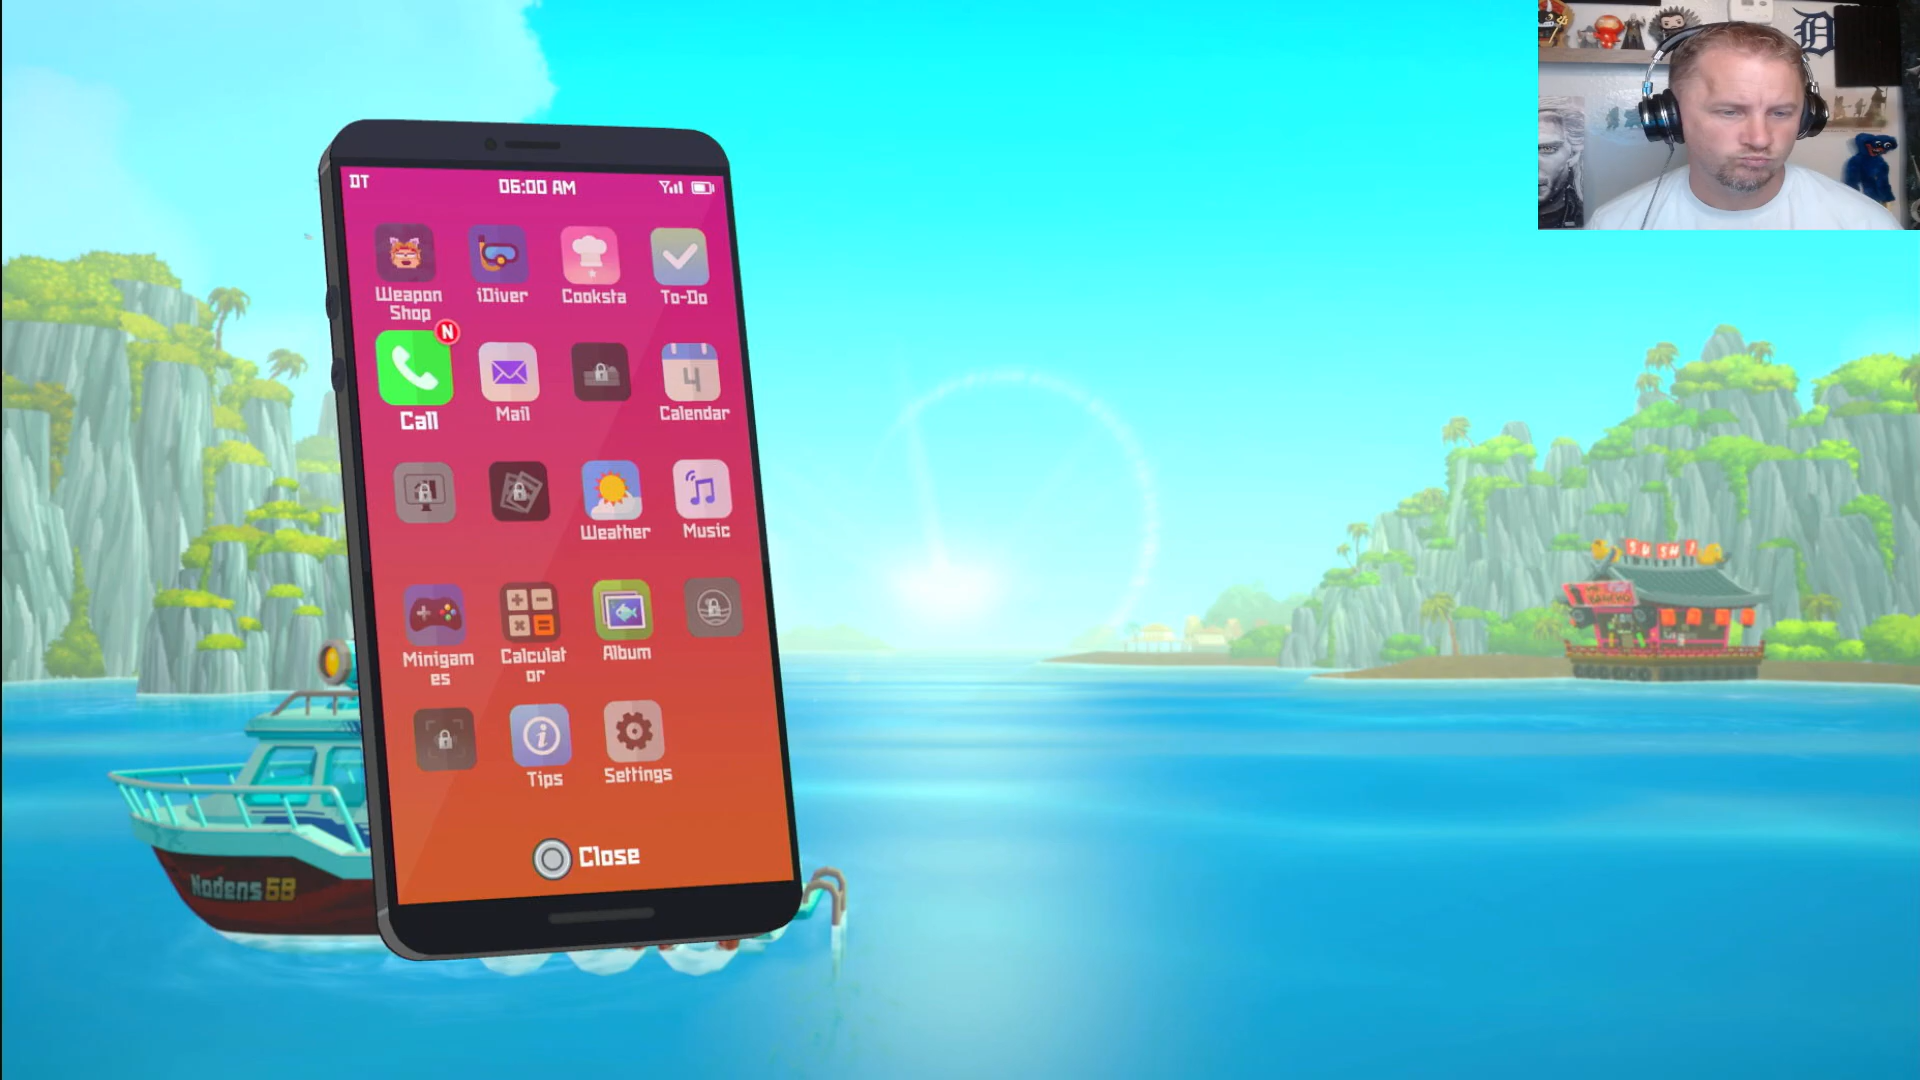 DT
06:00 AM
Weapon
Shop
iDiver
Cooksta
To-Do
N
Call
Mail
4
Calendar
Weather
Music
Minigam
es
Calculat
or
Album
Tips
Settings
Close
Nodens 68
SUSHI
D